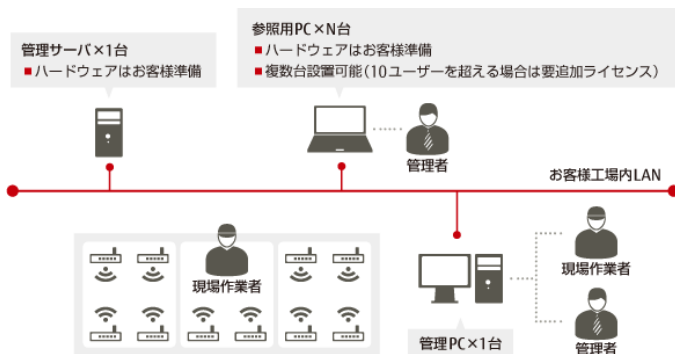 管理サーバ×1台
■ハードウェアはお客様準備
参照用PC×N台
■ハードウェアはお客様準備
■複数台設置可能(10ユーザーを超える場合は要追加ライセンス)
管理者
お客様工場内LAN
現場作業者
現場作業者
管理PC×1台
管理者